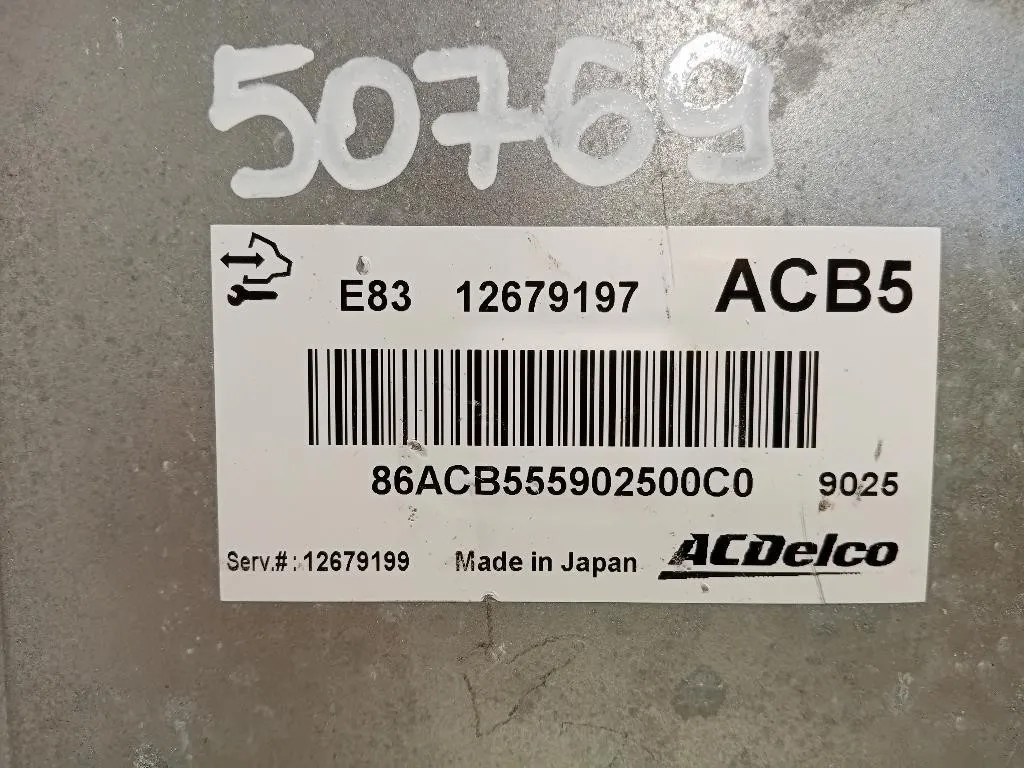 50769
E83 12679197 ACB5
86ACB555902500C0 9025
Serv.#: 12679199 Made in Japan ACDelco